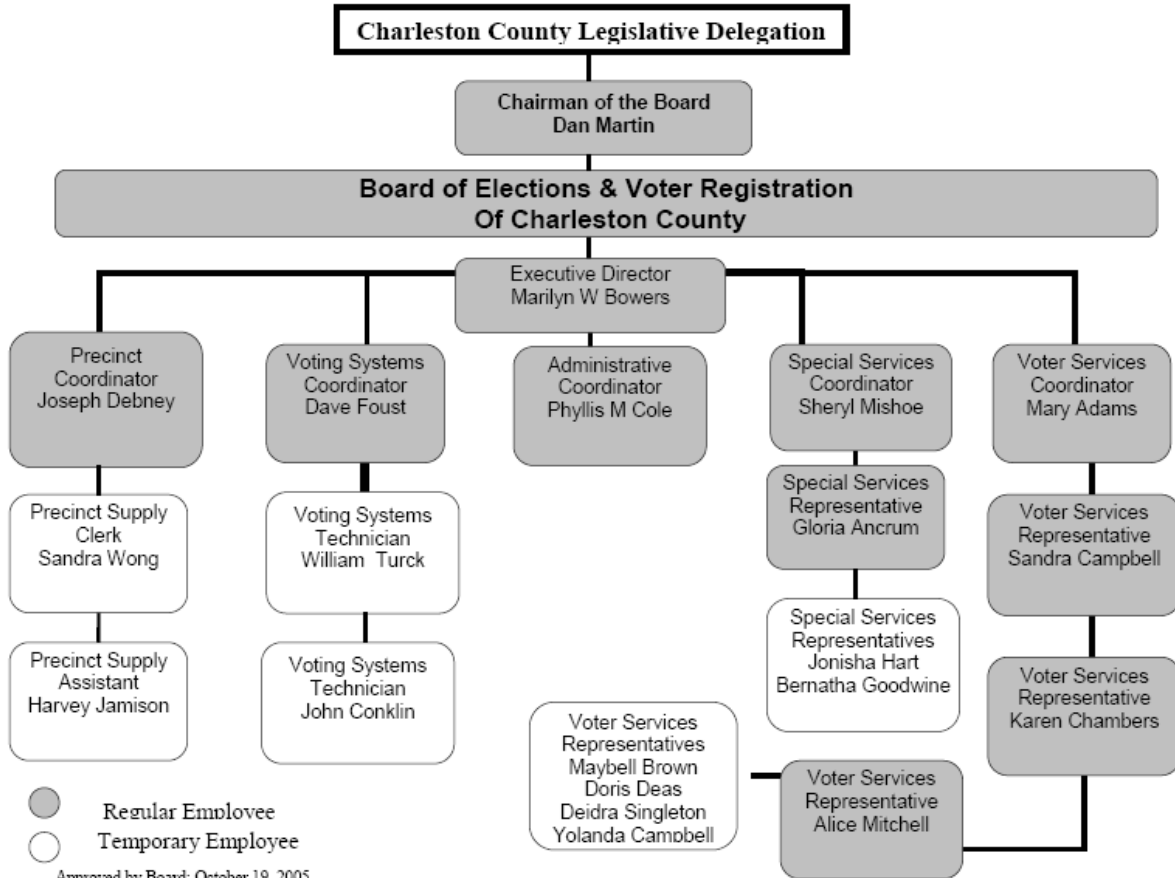 Charleston County Legislative Delegation
Chairman of the Board
Dan Martin
Board of Elections & Voter Registration
Of Charleston County
Executive Director
Marilyn W Bowers
Precinct
Coordinator
Joseph Debney
Voting Systems
Coordinator
Dave Foust
Administrative
Coordinator
Phyllis M Cole
Special Services
Coordinator
Sheryl Mishoe
Voter Services
Coordinator
Mary Adams
Precinct Supply
Clerk
Sandra Wong
Voting Systems
Technician
William Turck
Special Services
Representative
Gloria Ancrum
Voter Services
Representative
Sandra Campbell
Precinct Supply
Assistant
Harvey Jamison
Voting Systems
Technician
John Conklin
Special Services
Representatives
Jonisha Hart
Bernatha Goodwine
Voter Services
Representative
Karen Chambers
Voter Services
Representatives
Maybell Brown
Doris Deas
Deidra Singleton
Yolanda Campbell
Voter Services
Representative
Alice Mitchell
Regular Employee
Temporary Employee
Approved by Board: October 19, 2005